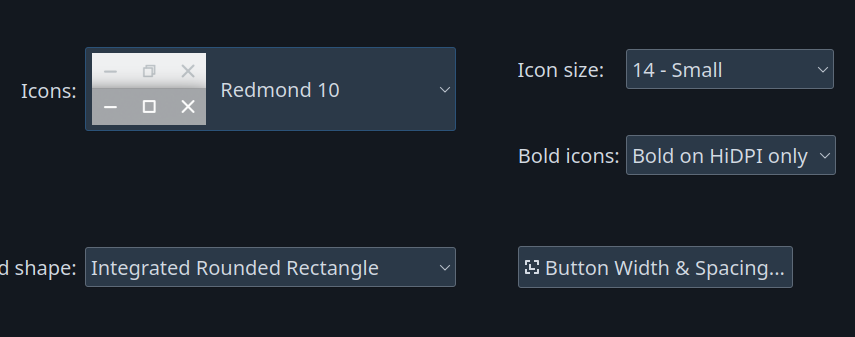 Icons:
Redmond 10
Icon size:
14 - Small
Bold icons:
Bold on HiDPI only
d shape:
Integrated Rounded Rectangle
Button Width & Spacing...